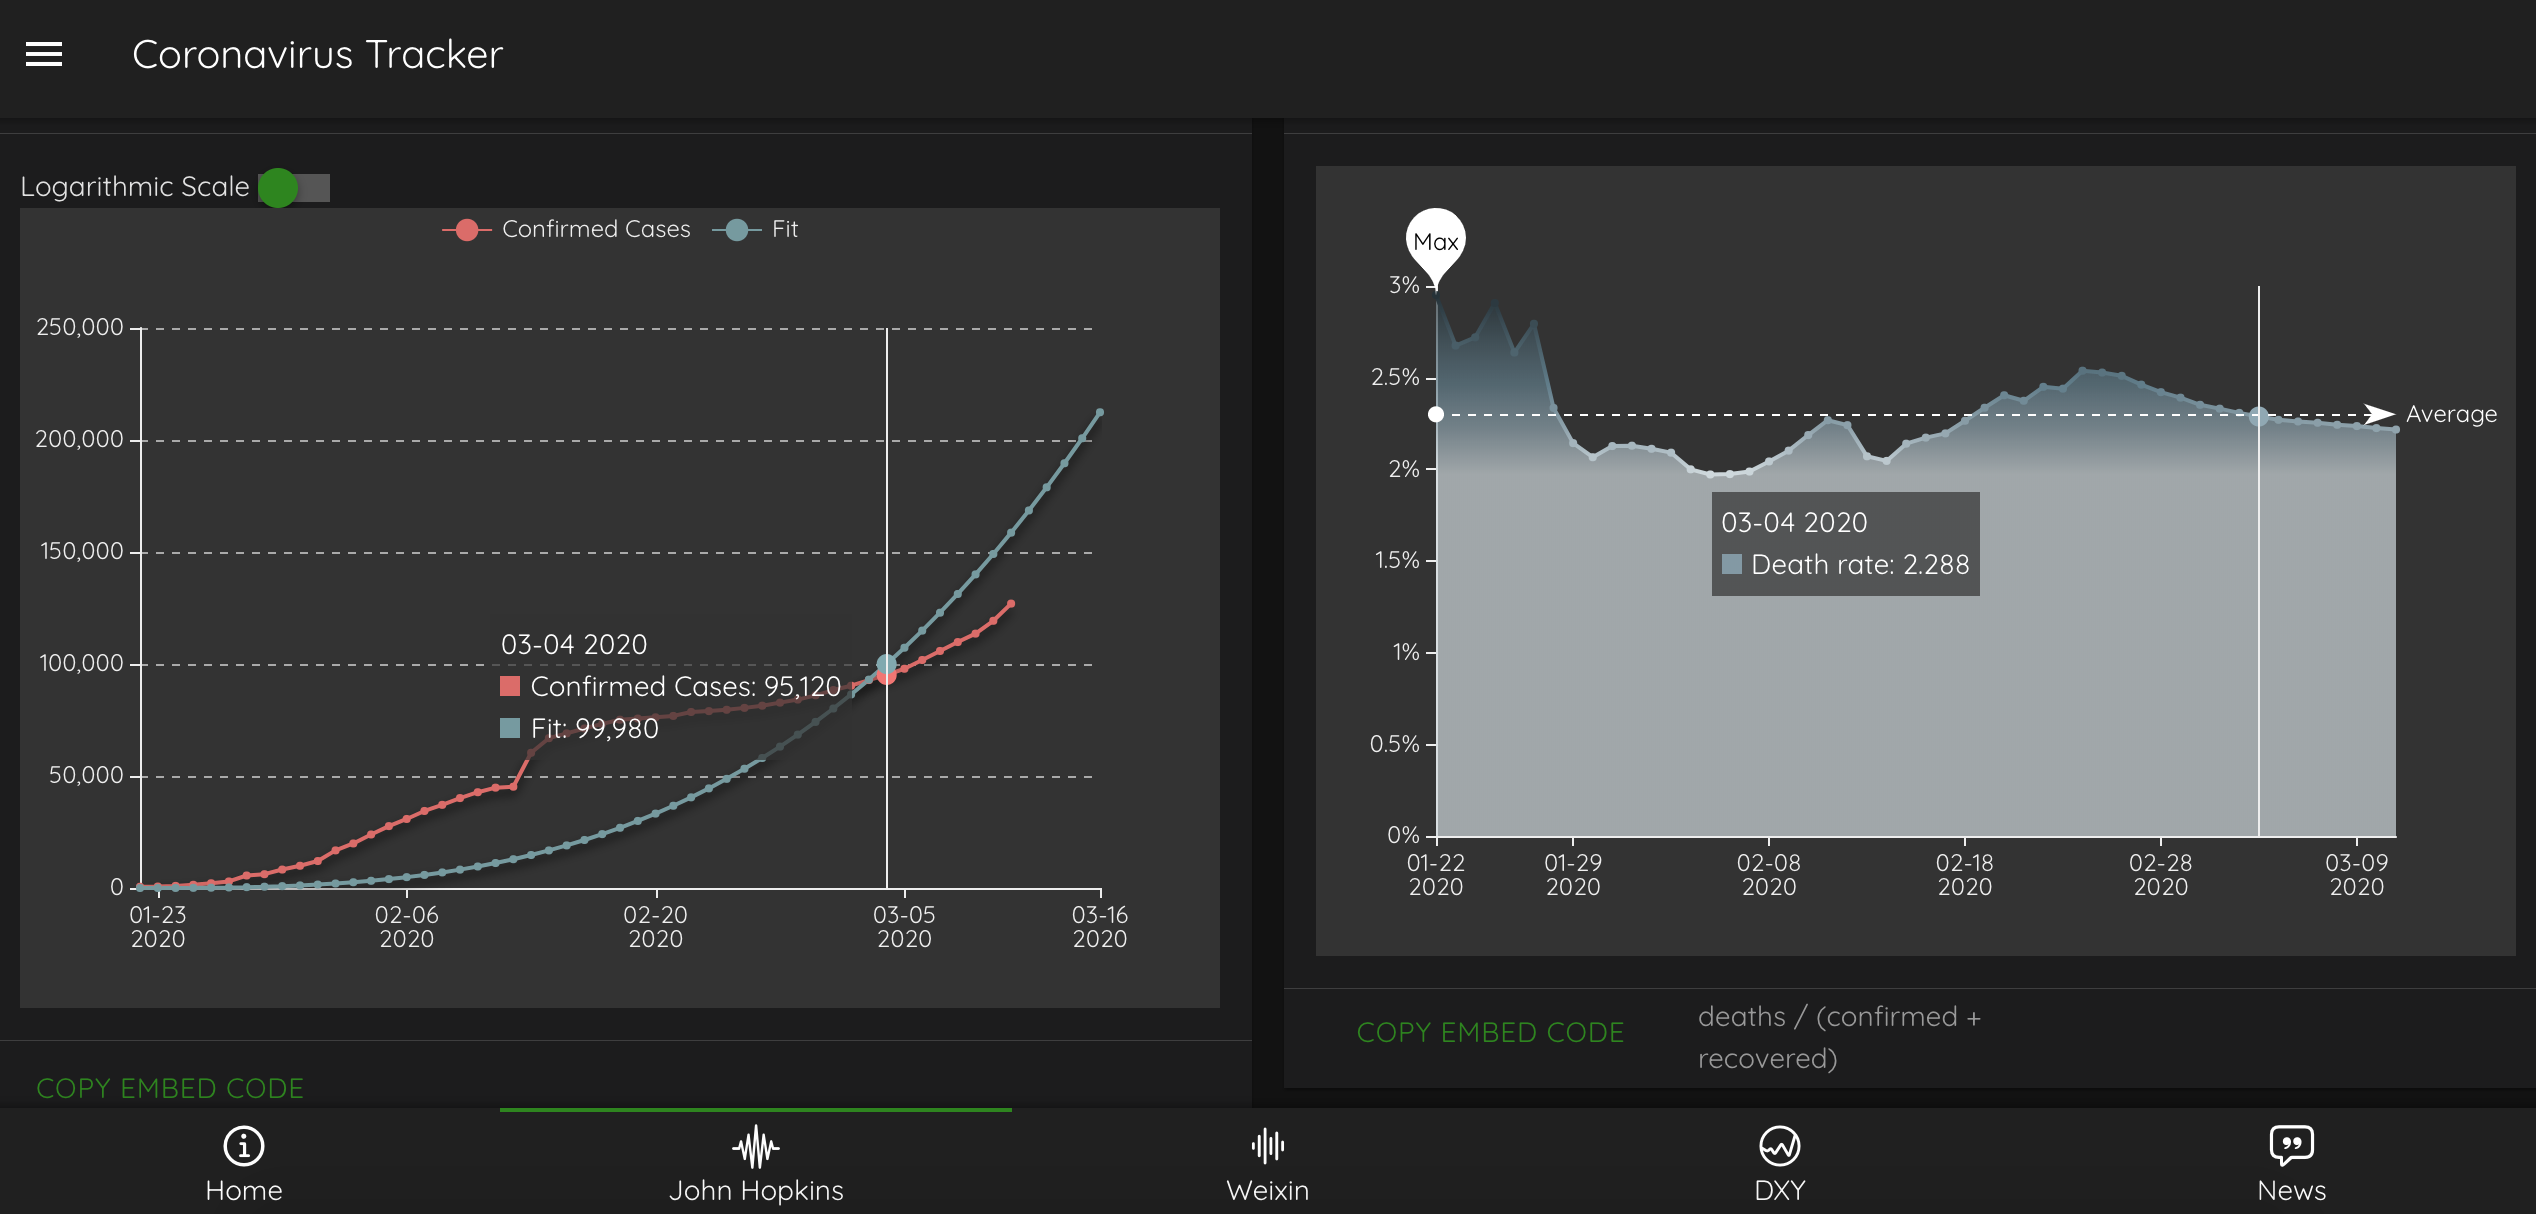 Coronavirus Tracker
Logarithmic Scale
Confirmed Cases Fit
250,000
200,000
150,000
100,000
50,000
0
03-04 2020
Confirmed Cases: 95,120
Fit: 99,980
01-23 02-06 02-20 03-05 03-16
2020 2020 2020 2020 2020
COPY EMBED CODE
Max
3%
2.5%
2%
1.5%
1%
0.5%
0%
Average
03-04 2020
Death rate: 2.288
01-22 01-29 02-08 02-18 02-28 03-09
2020 2020 2020 2020 2020 2020
COPY EMBED CODE
deaths / (confirmed +
recovered)
Home John Hopkins Weixin DXY News